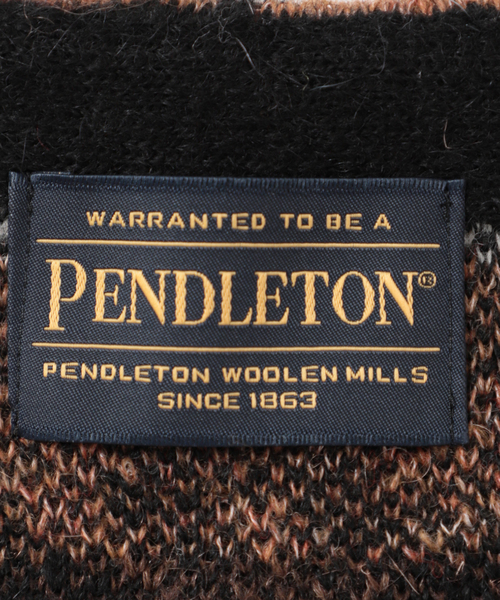 WARRANTED TO BE A
PENDLETON®
PENDLETON WOOLEN MILLS
SINCE 1863